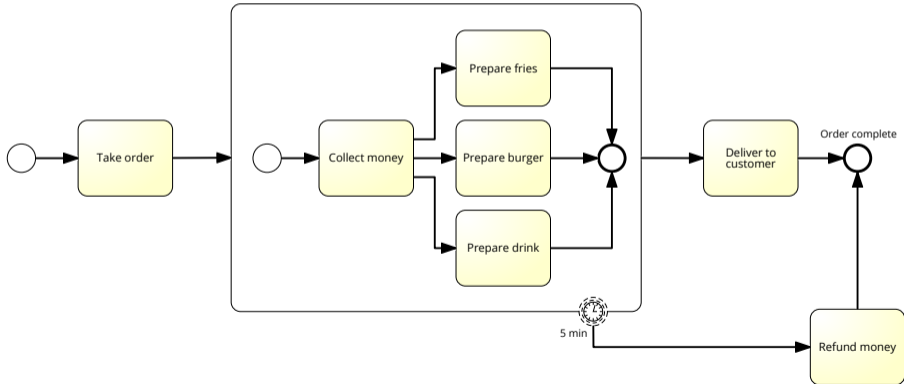 Take order
Collect money
Prepare fries
Prepare burger
Prepare drink
Deliver to
customer
Order complete
5 min
Refund money